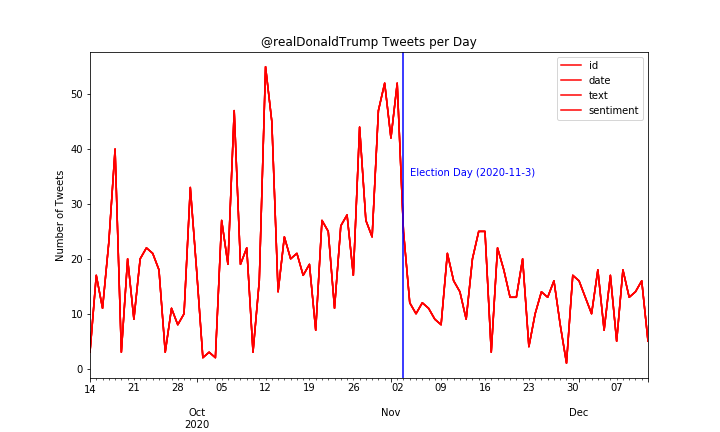 @realDonaldTrump Tweets per Day
id
date
text
sentiment
50
40
30
20
10
0
Number of Tweets
Election Day (2020-11-3)
14 21 28 05 12 19 26 02 09 16 23 30 07
Oct Nov Dec
2020